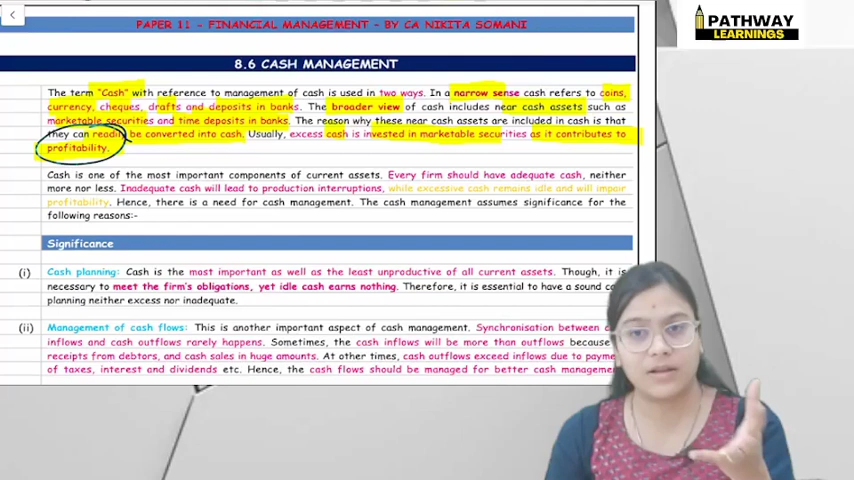 PAPER 11 - FINANCIAL MANAGEMENT - BY CA NIKITA SOMANI
PATHWAY
LEARNINGS
8.6 CASH MANAGEMENT
The term "Cash" with reference to management of cash is used in two ways. In a narrow sense cash refers to coins,
currency, cheques, drafts and deposits in banks. The broader view of cash includes near cash assets such as
marketable securities and time deposits in banks. The reason why these near cash assets are included in cash is that
they can readily be converted into cash. Usually, excess cash is invested in marketable securities as it contributes to
profitability.
Cash is one of the most important components of current assets. Every firm should have adequate cash, neither
more nor less. Inadequate cash will lead to production interruptions, while excessive cash remains idle and will impair
profitability. Hence, there is a need for cash management. The cash management assumes significance for the
following reasons:-
Significance
(i) Cash planning: Cash is the most important as well as the least unproductive of all current assets. Though, it is
necessary to meet the firm's obligations, yet idle cash earns nothing. Therefore, it is essential to have a sound
planning neither excess nor inadequate.
(ii) Management of cash flows: This is another important aspect of cash management. Synchronisation between
inflows and cash outflows rarely happens. Sometimes, the cash inflows will be more than outflows because
receipts from debtors, and cash sales in huge amounts. At other times, cash outflows exceed inflows due to
of taxes, interest and dividends etc. Hence, the cash flows should be managed for better cash